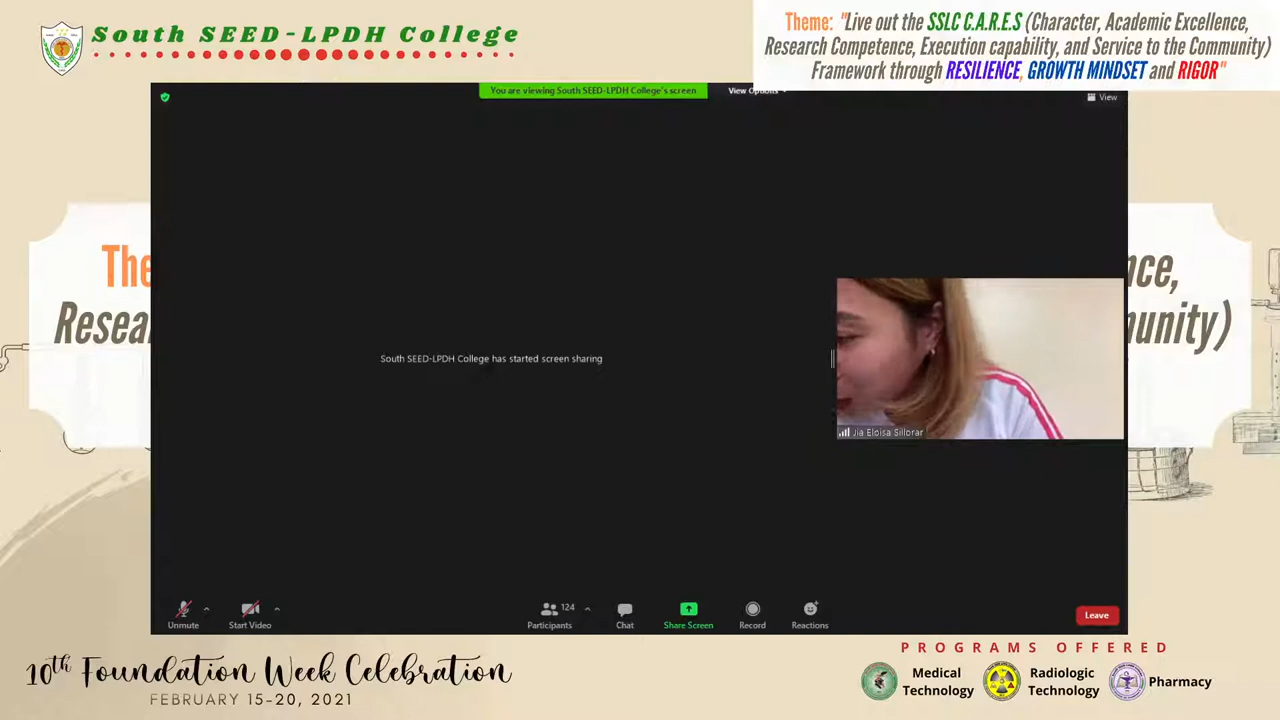 South SEED-LPDH College
Theme: "Live out the SSLC C.A.R.E.S (Character, Academic Excellence,
Research Competence, Execution capability, and Service to the Community)
Framework through RESILIENCE, GROWTH MINDSET and RIGOR"
You are viewing South SEED-LPDH College's screen
View Options
View
The
nce,
Resea
munity)
South SEED-LPDH College has started screen sharing
Jia Eloisa Sillorar
124
Unmute
Start Video
Participants
Chat
Share Screen
Record
Reactions
Leave
10th Foundation Week Celebration
FEBRUARY 15-20, 2021
PROGRAMS OFFERED
Medical
Technology
Radiologic
Technology
Pharmacy